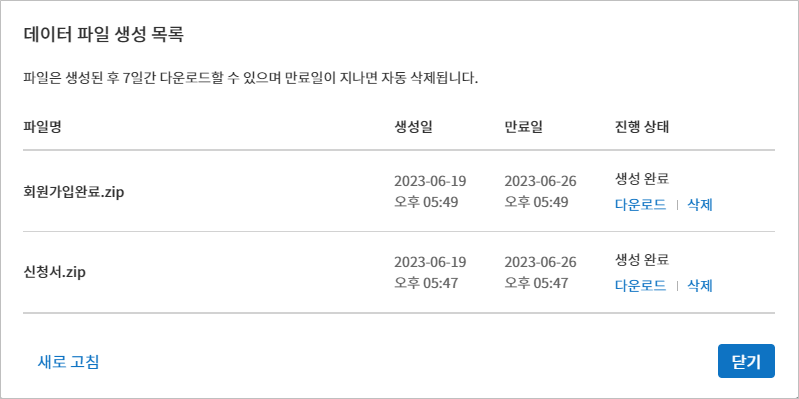 데이터 파일 생성 목록
파일은 생성된 후 7일간 다운로드할 수 있으며 만료일이 지나면 자동 삭제됩니다.
파일명 생성일 만료일 진행 상태
회원가입완료.zip 2023-06-19 오후 05:49 2023-06-26 오후 05:49 생성 완료
다운로드 | 삭제
신청서.zip 2023-06-19 오후 05:47 2023-06-26 오후 05:47 생성 완료
다운로드 | 삭제
새로 고침 닫기